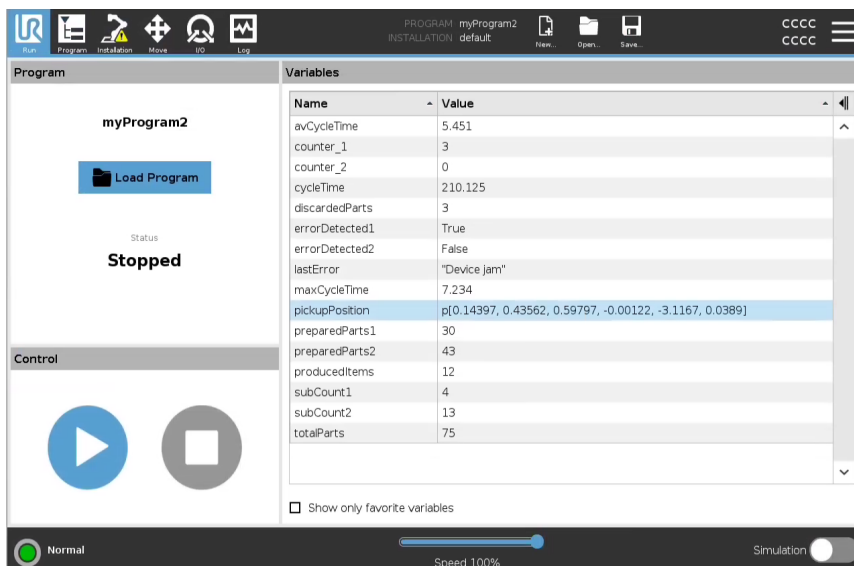 UR
PROGRAM myProgram2
INSTALLATION default
CCCC
CCCC
Run Program Installation Move I/O Log New... Open... Save...
Program
myProgram2
Load Program
Status
Stopped
Control
Variables
Name Value
avCycleTime 5.451
counter_1 3
counter_2 0
cycleTime 210.125
discardedParts 3
errorDetected1 True
errorDetected2 False
lastError "Device jam"
maxCycleTime 7.234
pickupPosition p[0.14397, 0.43562, 0.59797, -0.00122, -3.1167, 0.0389]
preparedParts1 30
preparedParts2 43
producedItems 12
subCount1 4
subCount2 13
totalParts 75
Show only favorite variables
Normal
Speed 100%
Simulation